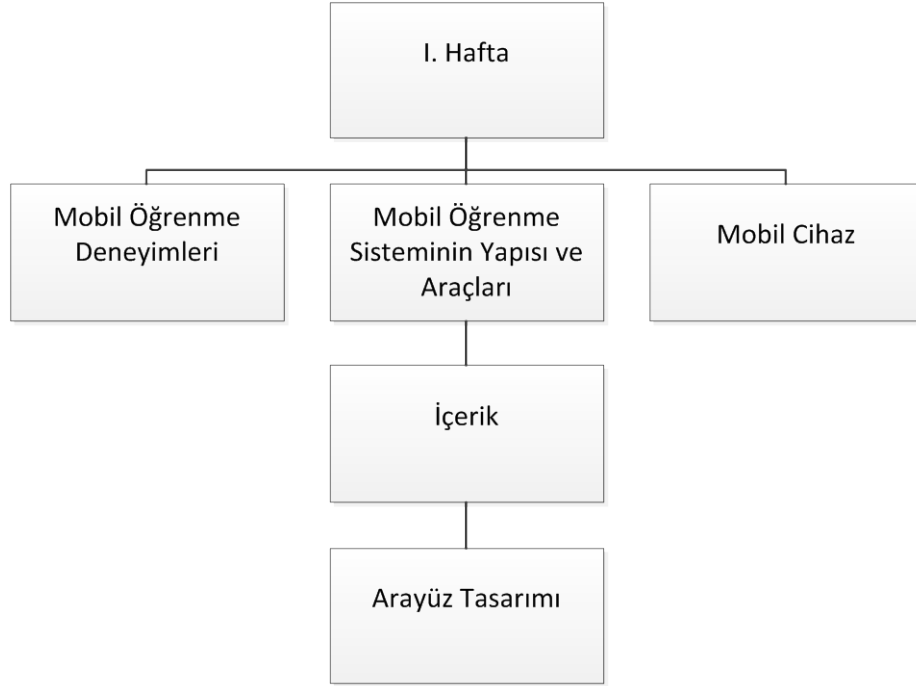 I. Hafta
Mobil Öğrenme
Deneyimleri
Mobil Öğrenme
Sisteminin Yapısı ve
Araçları
Mobil Cihaz
İçerik
Arayüz Tasarımı